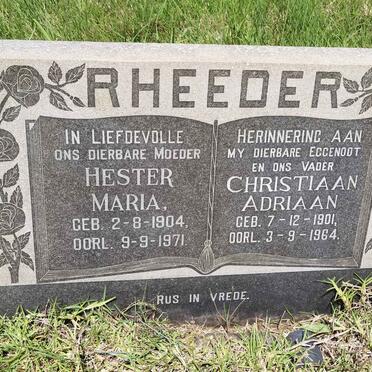 RHEEDER
IN LIEFDEVOLLE
ONS DIERBARE MOEDER
HESTER
MARIA,
GEB. 2-8-1904,
OORL. 9-9-1971.
HERINNERING AAN
MY DIERBARE EGGENOOT
EN ONS VADER
CHRISTIAAN
ADRIAAN
GEB. 7-12-1901,
OORL. 3-9-1964.
RUS IN VREDE.